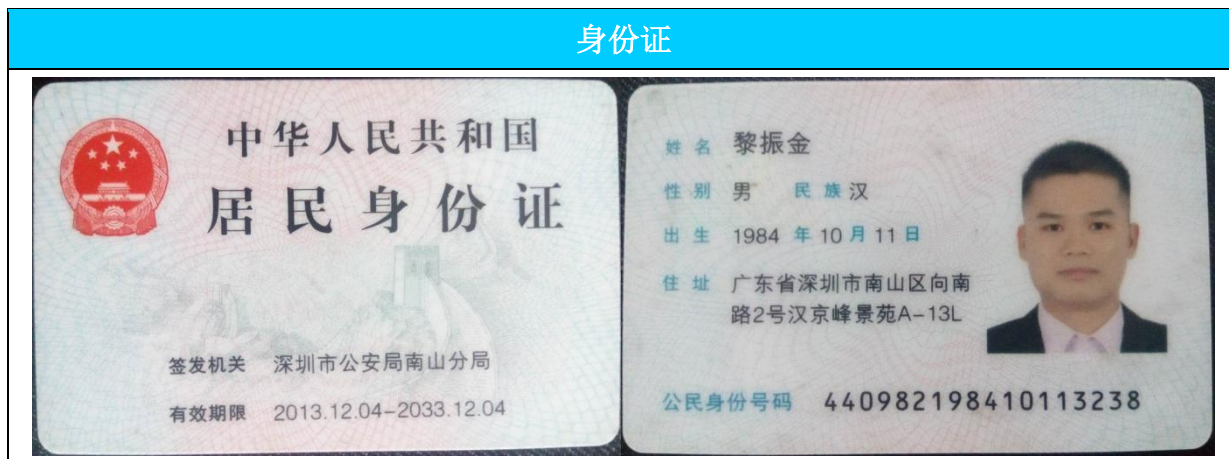 身份证
中华人民共和国
居民身份证
签发机关 深圳市公安局南山分局
有效期限 2013.12.04-2033.12.04
姓名 黎振金
性别 男 民族 汉
出生 1984 年 10 月 11 日
住址 广东省深圳市南山区向南
路2号汉京峰景苑A-13L
公民身份号码 440982198410113238